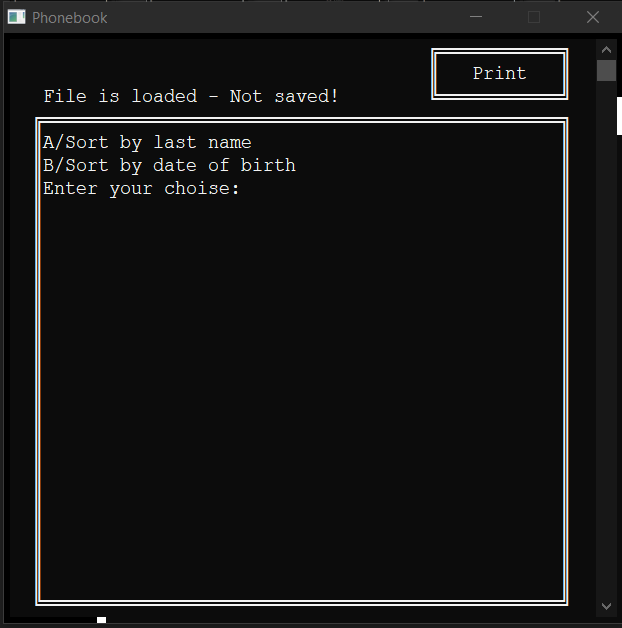 Phonebook
Print
File is loaded - Not saved!
A/Sort by last name
B/Sort by date of birth
Enter your choise: